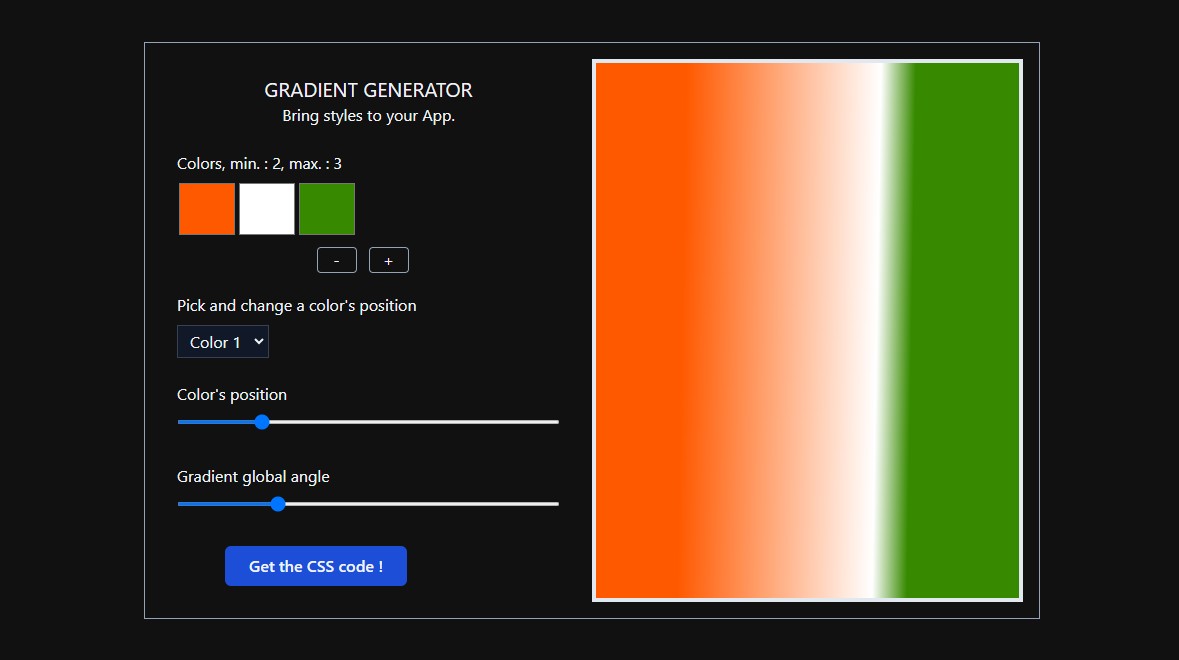 GRADIENT GENERATOR
Bring styles to your App.
Colors, min. : 2, max. : 3
- +
Pick and change a color's position
Color 1
Color's position
Gradient global angle
Get the CSS code !